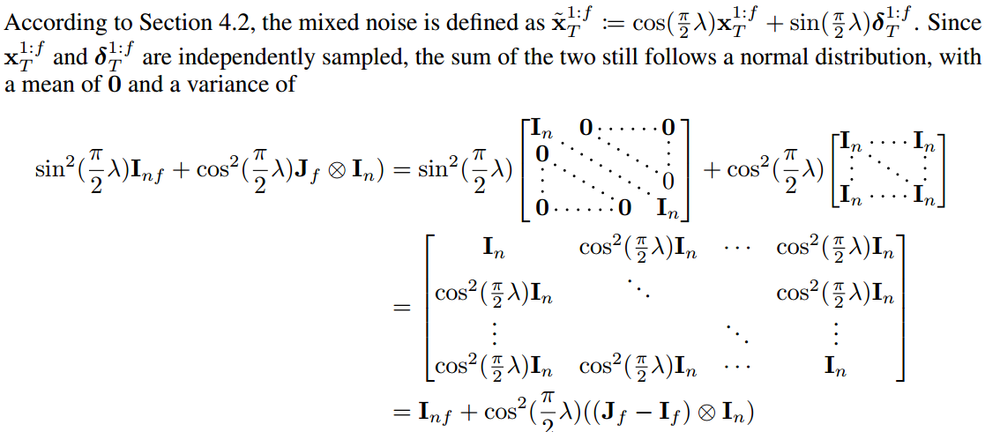 According to Section 4.2, the mixed noise is defined as $\tilde{\mathbf{x}}_T^{1:f} := \cos(\frac{\pi}{2}\lambda)\mathbf{x}_T^{1:f} + \sin(\frac{\pi}{2}\lambda)\boldsymbol{\delta}_T^{1:f}$. Since
$\mathbf{x}_T^{1:f}$ and $\boldsymbol{\delta}_T^{1:f}$ are independently sampled, the sum of the two still follows a normal distribution, with
a mean of $\mathbf{0}$ and a variance of
$\sin^2(\frac{\pi}{2}\lambda)\mathbf{I}_{nf} + \cos^2(\frac{\pi}{2}\lambda)\mathbf{J}_f \otimes \mathbf{I}_n) = \sin^2(\frac{\pi}{2}\lambda) \begin{bmatrix} \mathbf{I}_n & \mathbf{0} & \cdots & \mathbf{0} \\ \mathbf{0} & \ddots & \ddots & \vdots \\ \vdots & \ddots & \ddots & 0 \\ \mathbf{0} & \cdots & \mathbf{0} & \mathbf{I}_n \end{bmatrix} + \cos^2(\frac{\pi}{2}\lambda) \begin{bmatrix} \mathbf{I}_n & \cdots & \mathbf{I}_n \\ \vdots & \ddots & \vdots \\ \mathbf{I}_n & \cdots & \mathbf{I}_n \end{bmatrix}$
$= \begin{bmatrix} \mathbf{I}_n & \cos^2(\frac{\pi}{2}\lambda)\mathbf{I}_n & \cdots & \cos^2(\frac{\pi}{2}\lambda)\mathbf{I}_n \\ \cos^2(\frac{\pi}{2}\lambda)\mathbf{I}_n & \ddots & & \cos^2(\frac{\pi}{2}\lambda)\mathbf{I}_n \\ \vdots & & \ddots & \vdots \\ \cos^2(\frac{\pi}{2}\lambda)\mathbf{I}_n & \cos^2(\frac{\pi}{2}\lambda)\mathbf{I}_n & \cdots & \mathbf{I}_n \end{bmatrix}$
$= \mathbf{I}_{nf} + \cos^2(\frac{\pi}{2}\lambda)((\mathbf{J}_f - \mathbf{I}_f) \otimes \mathbf{I}_n)$